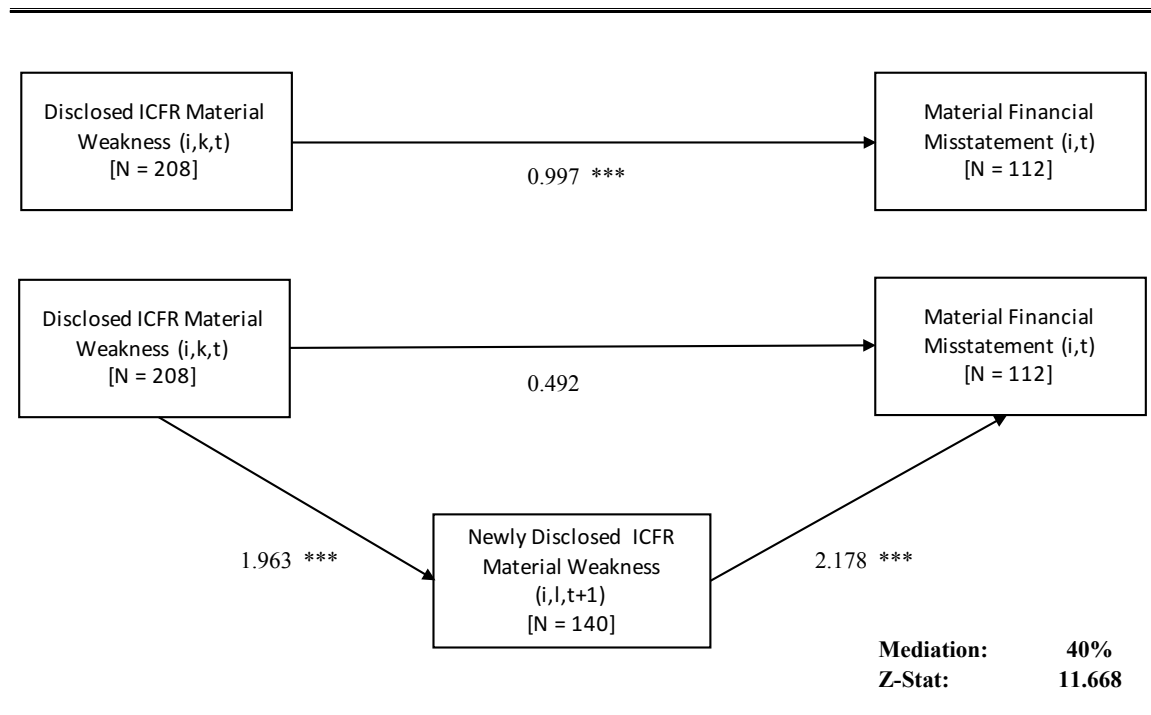 Disclosed ICFR Material
Weakness (i,k,t)
[N = 208]
0.997 ***
Material Financial
Misstatement (i,t)
[N = 112]
Disclosed ICFR Material
Weakness (i,k,t)
[N = 208]
0.492
Material Financial
Misstatement (i,t)
[N = 112]
1.963 ***
Newly Disclosed ICFR
Material Weakness
(i,l,t+1)
[N = 140]
2.178 ***
Mediation: 40%
Z-Stat: 11.668